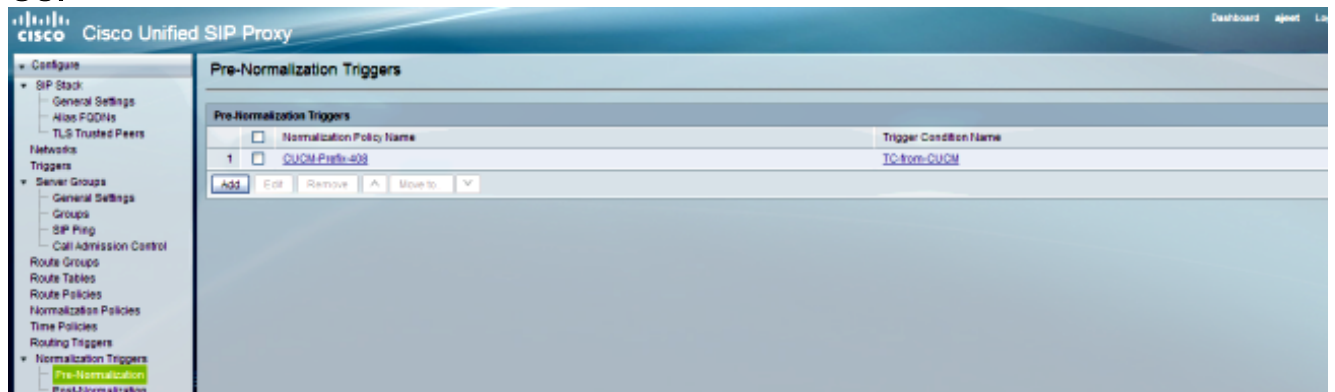 Dashboard ajeet
CISCO Cisco Unified SIP Proxy
Configure
SIP Stack
General Settings
Alias FQDNs
TLS Trusted Peers
Networks
Triggers
Server Groups
General Settings
Groups
SIP Ping
Call Admission Control
Route Groups
Route Tables
Route Policies
Normalization Policies
Time Policies
Routing Triggers
Normalization Triggers
Pre-Normalization
Post-Normalization
Pre-Normalization Triggers
Pre-Normalization Triggers
Normalization Policy Name Trigger Condition Name
1 CUCM-Prefix-408 TC-from-CUCM
Add Edit Remove Move to